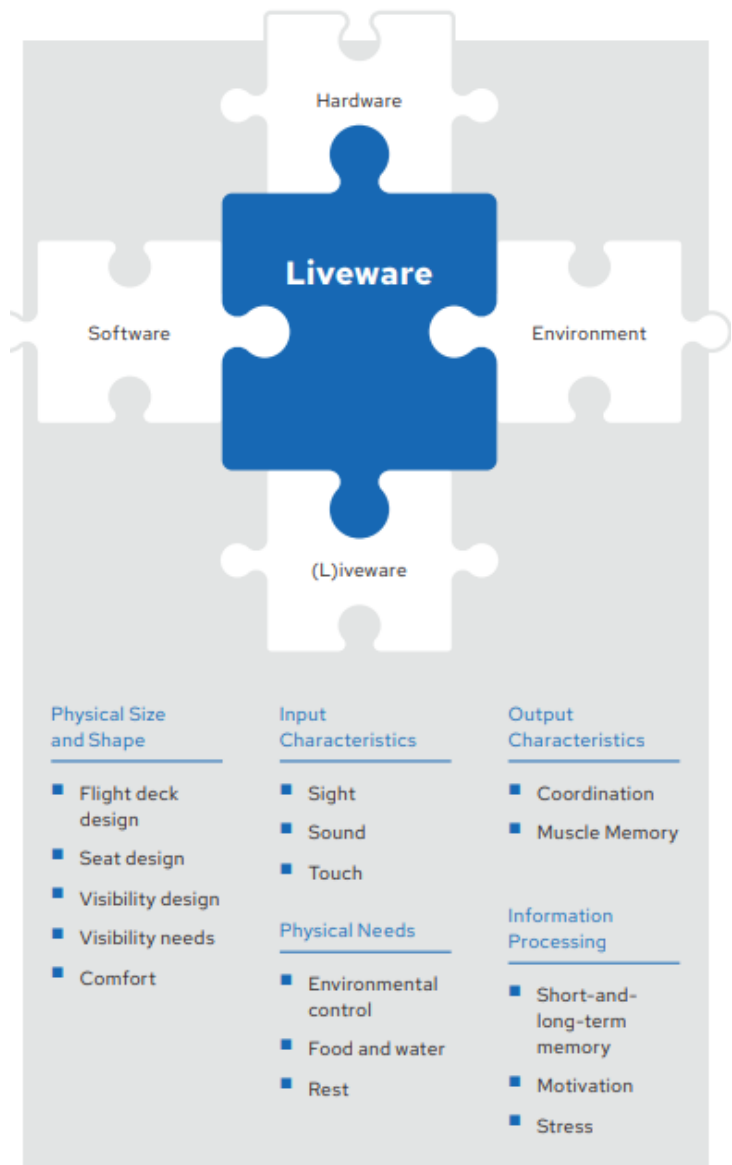 Hardware
Liveware
Software
Environment
(L)iveware
Physical Size
and Shape
Flight deck
design
Seat design
Visibility design
Visibility needs
Comfort
Input
Characteristics
Sight
Sound
Touch
Physical Needs
Environmental
control
Food and water
Rest
Output
Characteristics
Coordination
Muscle Memory
Information
Processing
Short-and-
long-term
memory
Motivation
Stress